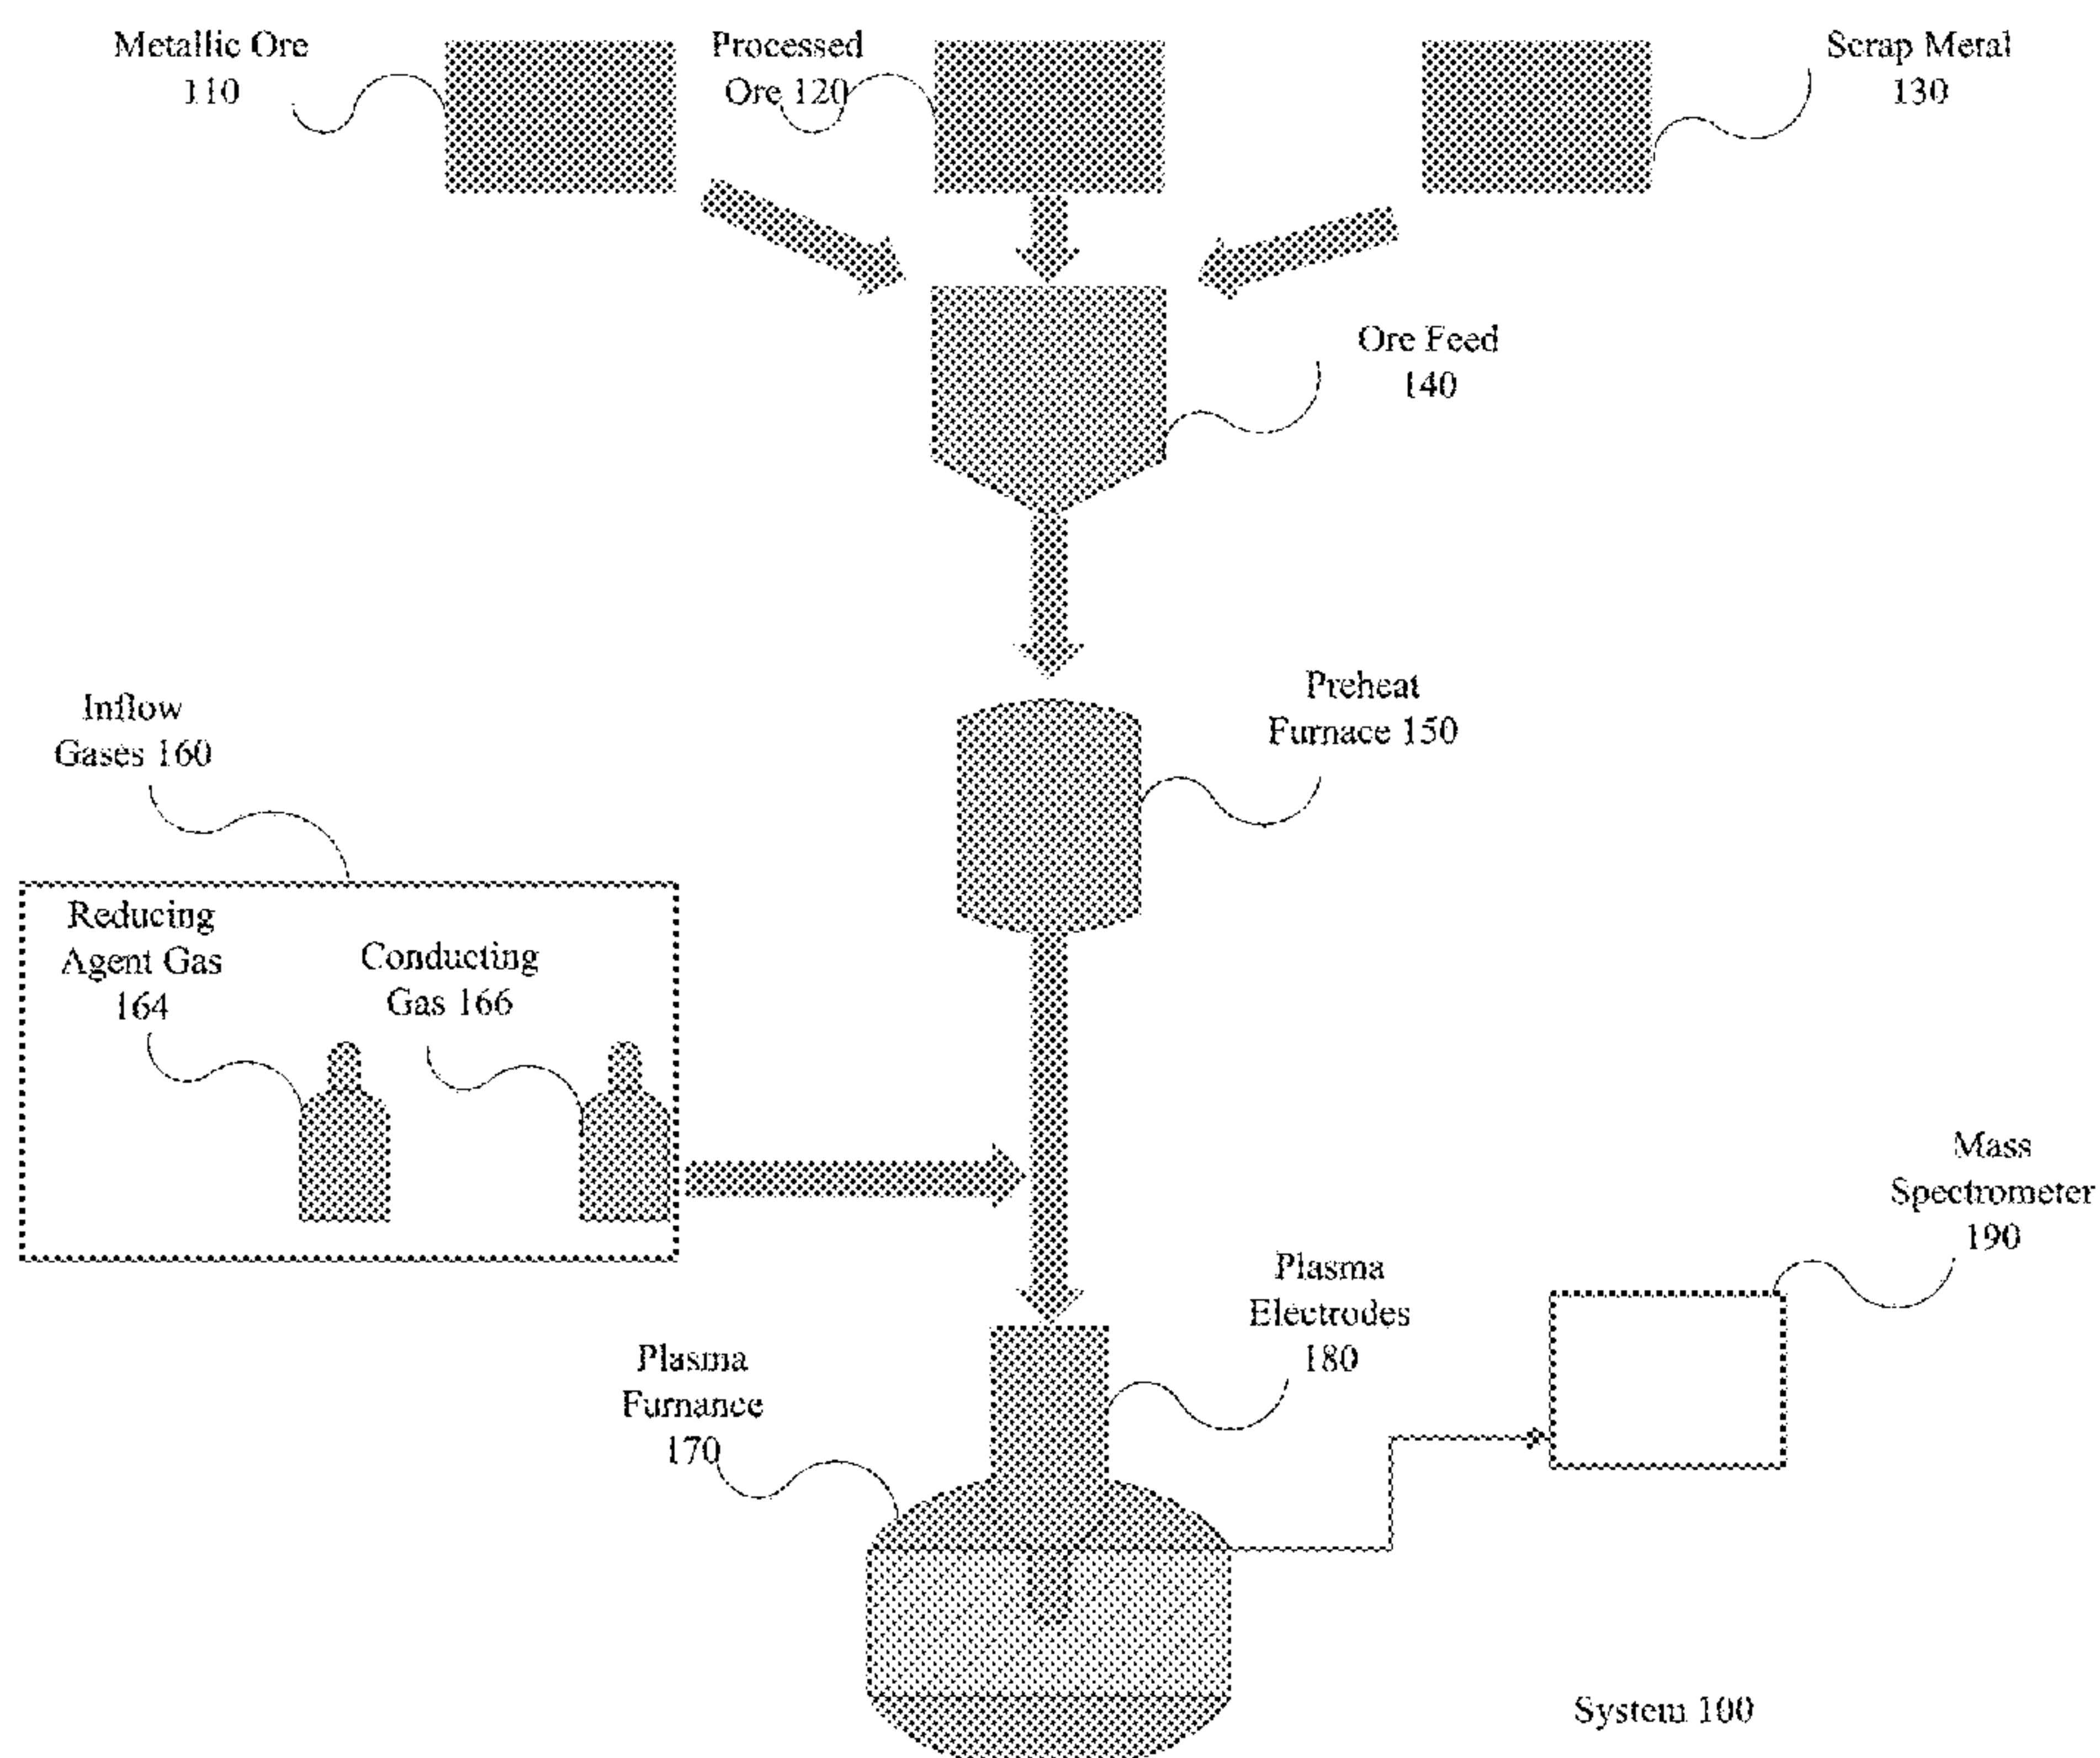 Metallic Ore
110
Processed
Ore 120
Scrap Metal
130
Ore Feed
140
Preheat
Furnace 150
Inflow
Gases 160
Reducing
Agent Gas
164
Conducting
Gas 166
Mass
Spectrometer
190
Plasma
Electrodes
180
Plasma
Furnance
170
System 100